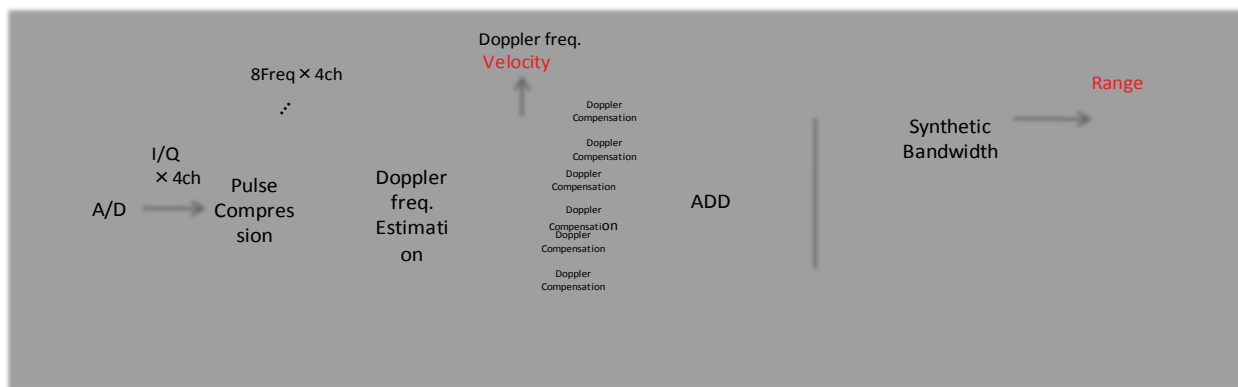 8Freq×4ch
I/Q
×4ch
A/D
Pulse
Compres
sion
Doppler
freq.
Estimati
on
Doppler freq.
Velocity
Doppler
Compensation
Doppler
Compensation
Doppler
Compensation
Doppler
Compensation
Doppler
Compensation
Doppler
Compensation
ADD
Synthetic
Bandwidth
Range